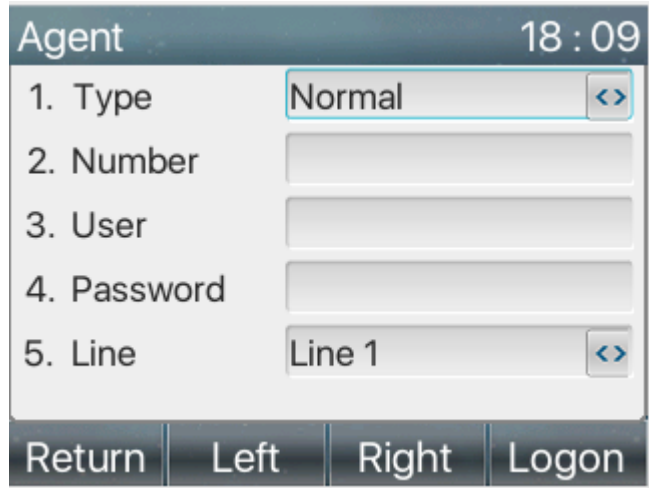 Agent 18 : 09
1. Type Normal <>
2. Number
3. User
4. Password
5. Line Line 1 <>
Return Left Right Logon